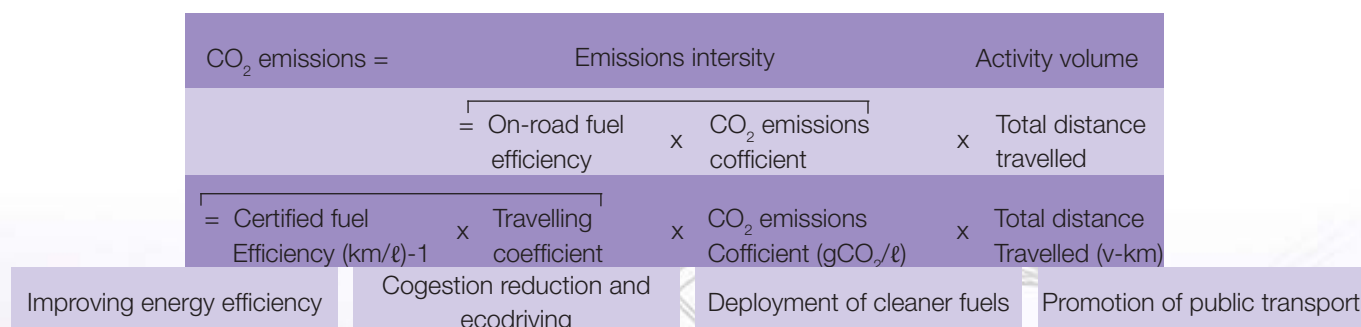 CO₂ emissions = Emissions intersity Activity volume
= On-road fuel x CO₂ emissions x Total distance
efficiency cofficient travelled
= Certified fuel x Travelling x CO₂ emissions x Total distance
Efficiency (km/ℓ)-1 coefficient Cofficient (gCO₂/ℓ) Travelled (v-km)
Improving energy efficiency
Cogestion reduction and
ecodriving
Deployment of cleaner fuels
Promotion of public transport